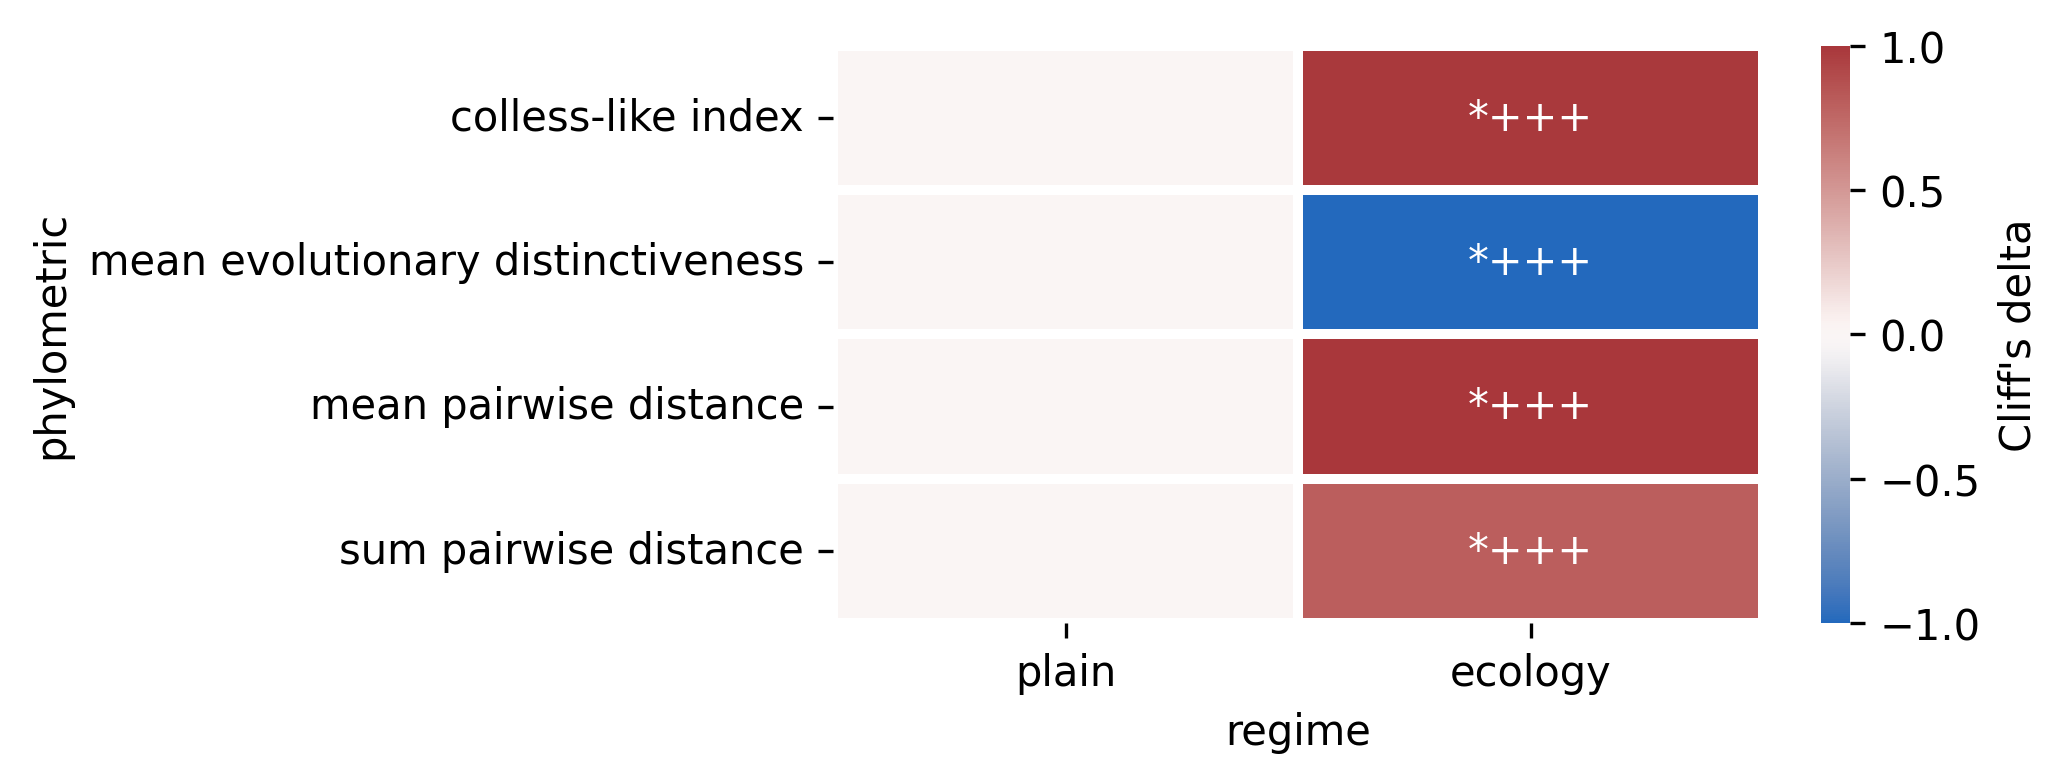 phylometric
colless-like index
mean evolutionary distinctiveness
mean pairwise distance
sum pairwise distance
*+++
*+++
*+++
*+++
plain
ecology
regime
1.0
0.5
0.0
−0.5
−1.0
Cliff's delta